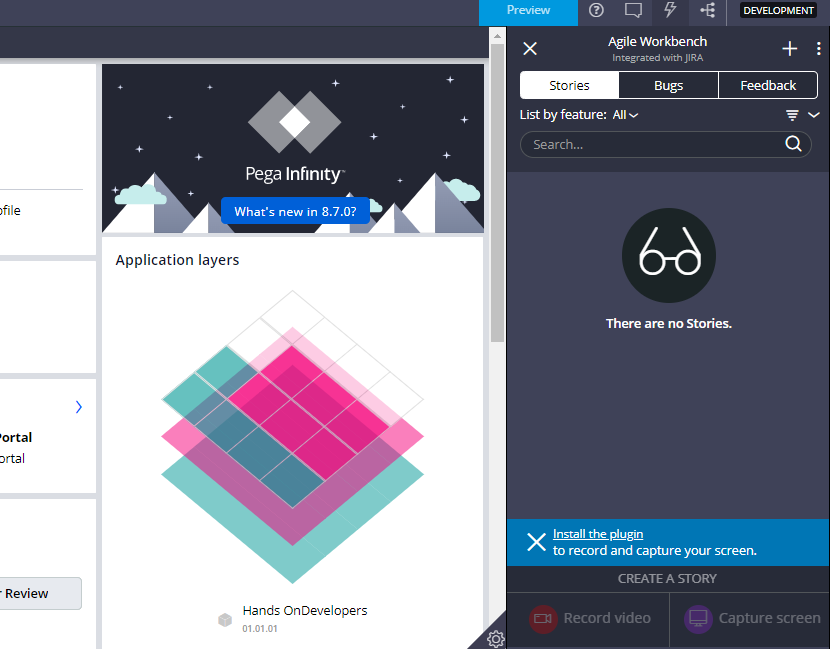 Preview
DEVELOPMENT
ofile
Portal
ortal
r Review
Pega Infinity
What's new in 8.7.0?
Application layers
Hands OnDevelopers
01.01.01
Agile Workbench
Integrated with JIRA
Stories
Bugs
Feedback
List by feature: All
Search...
There are no Stories.
Install the plugin
to record and capture your screen.
CREATE A STORY
Record video
Capture screen